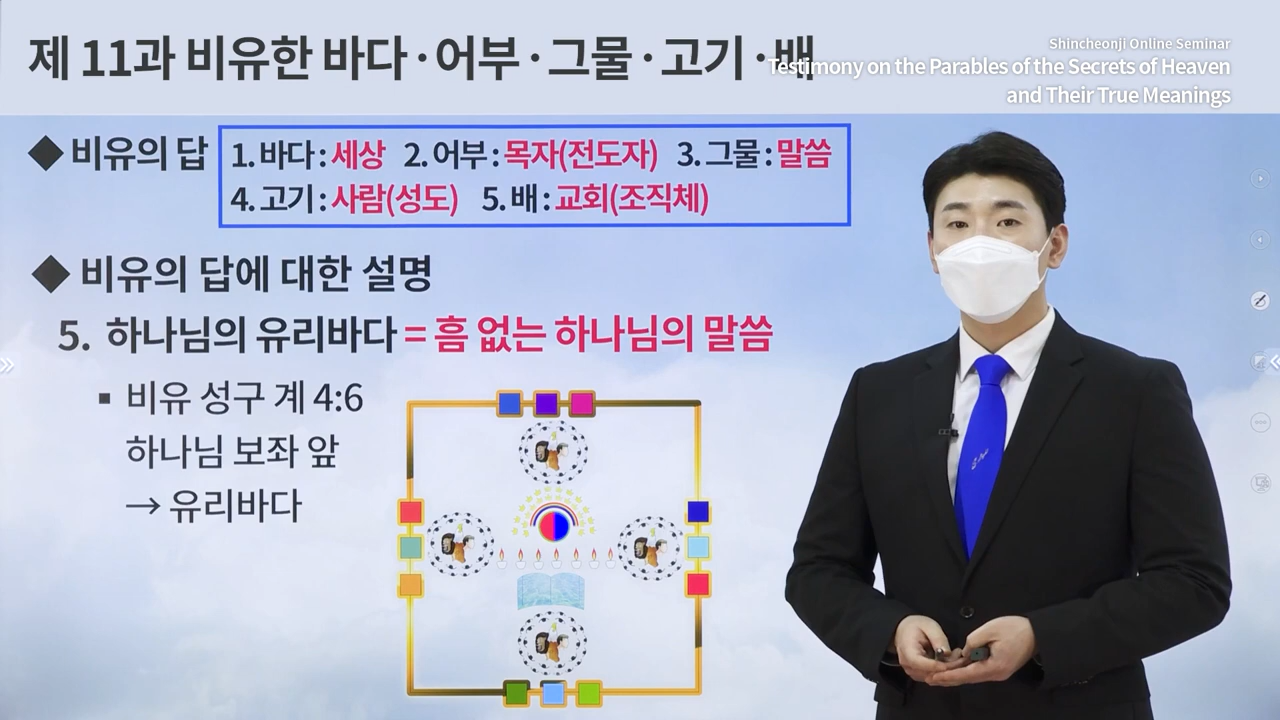 제 11과 비유한 바다·어부·그물·고기·배
Shincheonji Online Seminar
Testimony on the Parables of the Secrets of Heaven
and Their True Meanings
◆ 비유의 답
1. 바다 : 세상 2. 어부 : 목자(전도자) 3. 그물 : 말씀
4. 고기 : 사람(성도) 5. 배 : 교회(조직체)
◆ 비유의 답에 대한 설명
5. 하나님의 유리바다 = 흠 없는 하나님의 말씀
▪ 비유 성구 계 4:6
하나님 보좌 앞
→ 유리바다